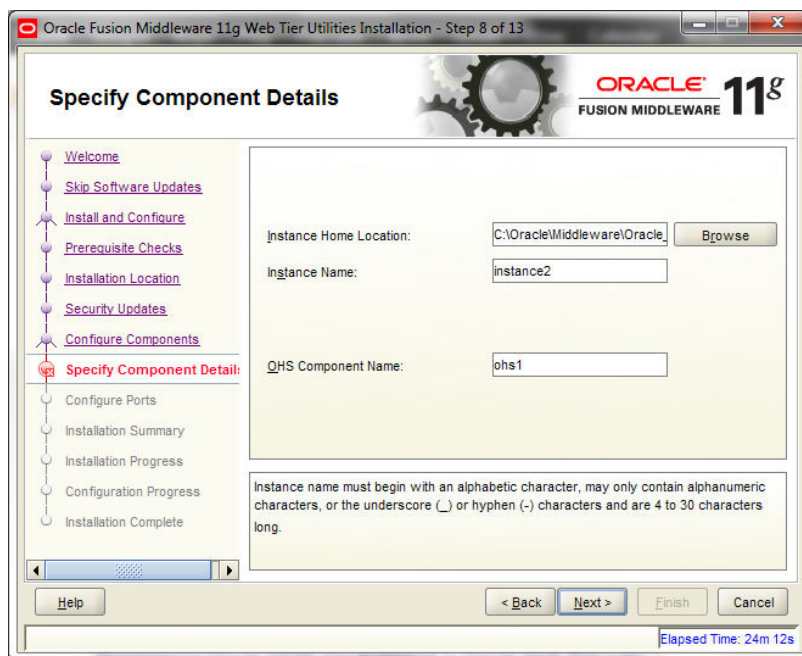 Oracle Fusion Middleware 11g Web Tier Utilities Installation - Step 8 of 13
Specify Component Details
ORACLE
FUSION MIDDLEWARE 11g
Welcome
Skip Software Updates
Install and Configure
Prerequisite Checks
Installation Location
Security Updates
Configure Components
Specify Component Details
Configure Ports
Installation Summary
Installation Progress
Configuration Progress
Installation Complete
Instance Home Location: C:\Oracle\Middleware\Oracle_ Browse
Instance Name: instance2
OHS Component Name: ohs1
Instance name must begin with an alphabetic character, may only contain alphanumeric
characters, or the underscore (_) or hyphen (-) characters and are 4 to 30 characters
long.
Help < Back Next > Finish Cancel
Elapsed Time: 24m 12s